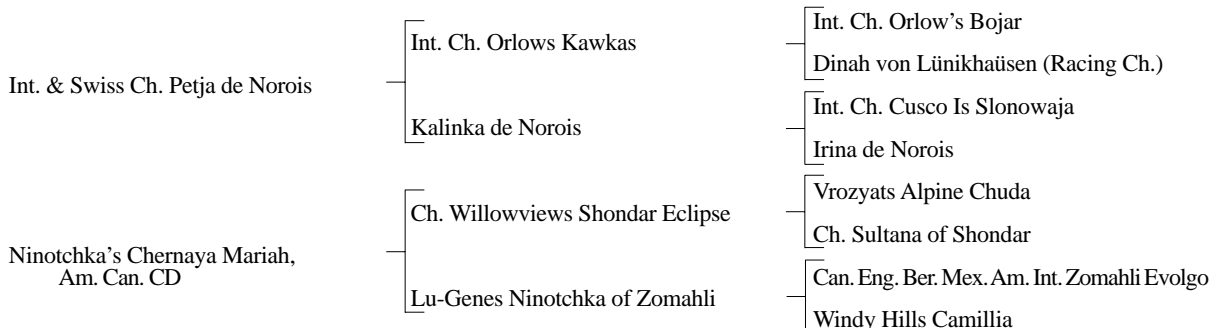 Int. & Swiss Ch. Petja de Norois
Int. Ch. Orlows Kawkas
Int. Ch. Orlow's Bojar
Dinah von Lünikhaüsen (Racing Ch.)
Kalinka de Norois
Int. Ch. Cusco Is Slonowaja
Irina de Norois
Ninotchka's Chernaya Mariah,
Am. Can. CD
Ch. Willowviews Shondar Eclipse
Vrozyats Alpine Chuda
Ch. Sultana of Shondar
Lu-Genes Ninotchka of Zomahli
Can. Eng. Ber. Mex. Am. Int. Zomahli Evolgo
Windy Hills Camillia